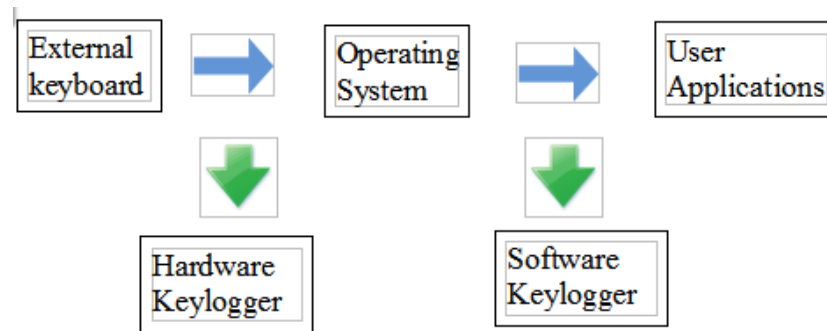 External
keyboard
Operating
System
User
Applications
Hardware
Keylogger
Software
Keylogger